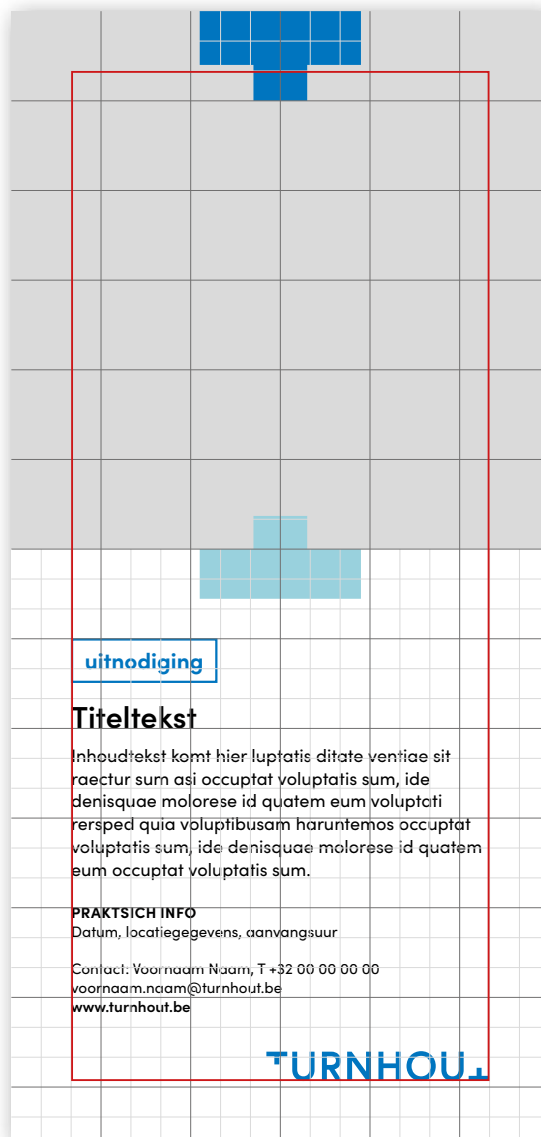 uitnodiging
Titeltekst
Inhoudtekst komt hier luptatis ditate ventiae sit
raectur sum asi occuptat voluptatis sum, ide
denisquae molorese id quatem eum voluptati
rersped quia voluptibusam haruntemos occuptat
voluptatis sum, ide denisquae molorese id quatem
eum occuptat voluptatis sum.
PRAKTSICH INFO
Datum, locatiegegevens, aanvangsuur
Contact: Voornaam Naam, T +32 00 00 00 00
voornaam.naam@turnhout.be
www.turnhout.be
TURNHOUT